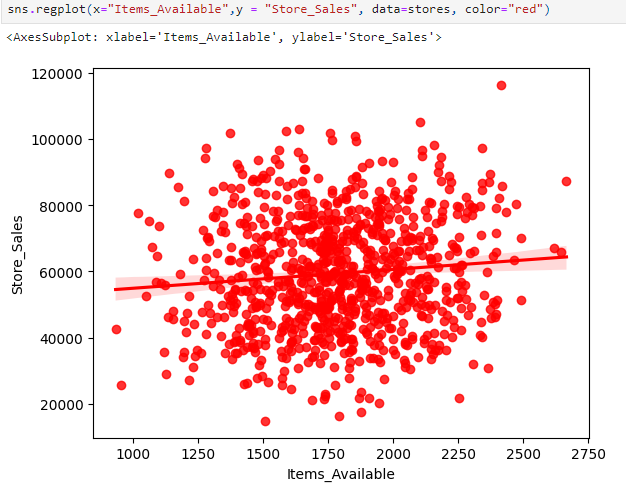 sns.regplot(x="Items_Available",y = "Store_Sales", data=stores, color="red")
<AxesSubplot: xlabel='Items_Available', ylabel='Store_Sales'>
120000
100000
80000
60000
40000
20000
Store_Sales
1000 1250 1500 1750 2000 2250 2500 2750
Items_Available